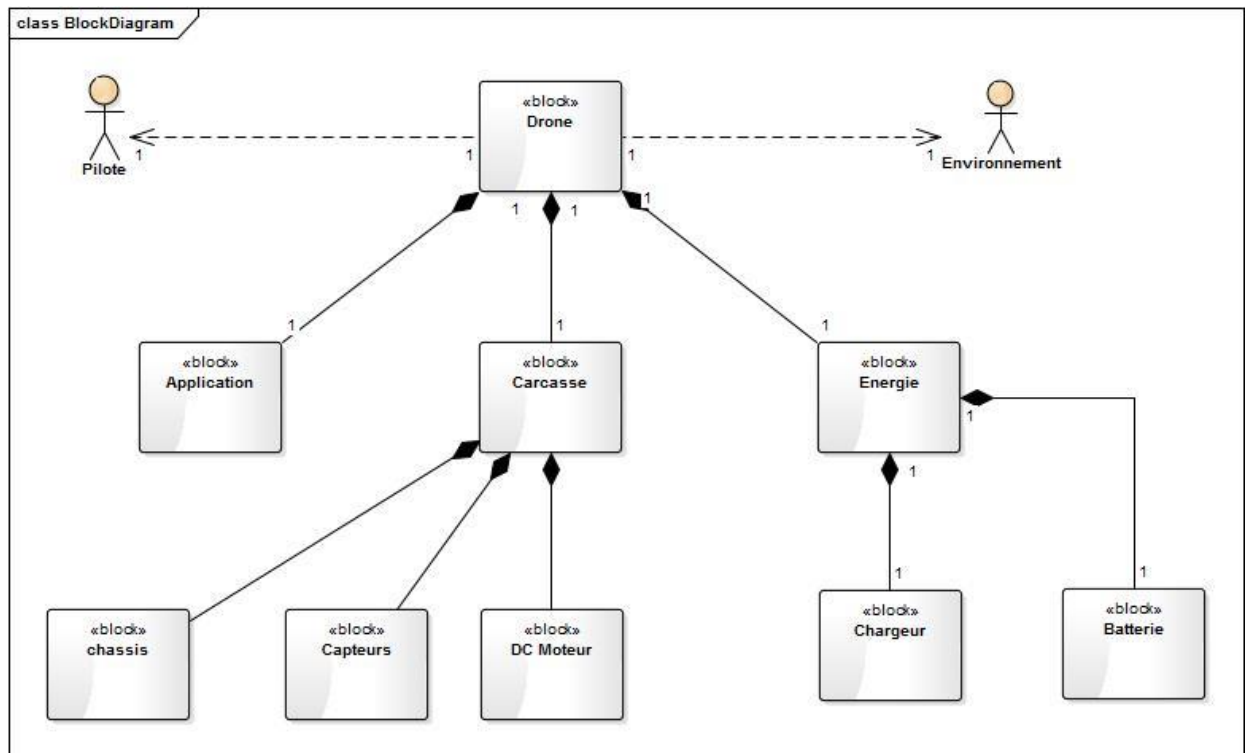 class BlockDiagram
«block»
Drone
1
1
1
1
Pilote
Environnement
1
1
1
1
1
1
«block»
Application
«block»
Carcasse
«block»
Energie
1
1
1
1
«block»
chassis
«block»
Capteurs
«block»
DC Moteur
«block»
Chargeur
«block»
Batterie